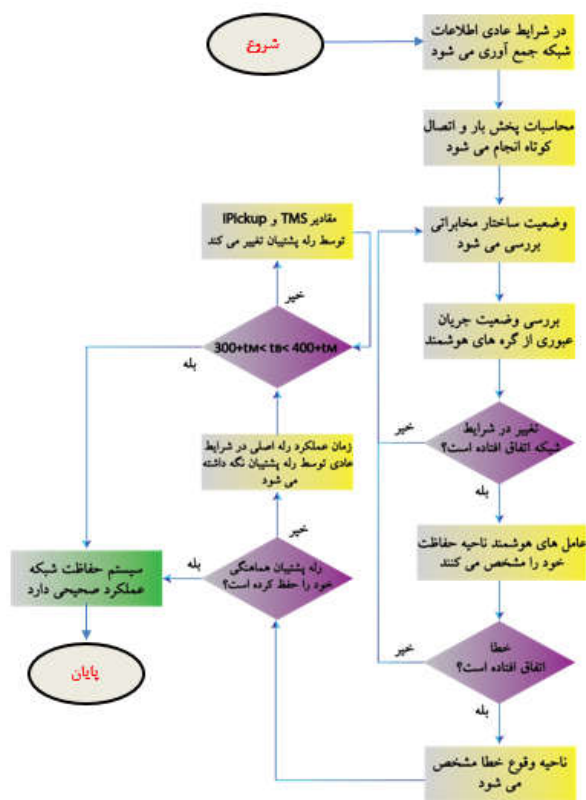 شروع
در شرایط عادی اطلاعات
شبکه جمع آوری می شود
محاسبات پخش بار و اتصال
کوتاه انجام می شود
وضعیت ساختار مخابراتی
بررسی می شود
بررسی وضعیت جریان
عبوری از گره های هوشمند
تغییر در شرایط
شبکه اتفاق افتاده است؟
خیر
بله
عامل های هوشمند ناحیه حفاظت
خود را مشخص می کنند
خطا
اتفاق افتاده است؟
خیر
بله
ناحیه وقوع خطا مشخص
می شود
رله پشتیبان هماهنگی
خود را حفظ کرده است؟
بله
خیر
زمان عملکرد رله اصلی در شرایط
عادی توسط رله پشتیبان نگه داشته
می شود
300+tM< tB< 400+tM
خیر
بله
مقادیر TMS و IPickup
توسط رله پشتیبان تغییر می کند
سیستم حفاظت شبکه
عملکرد صحیحی دارد
پایان